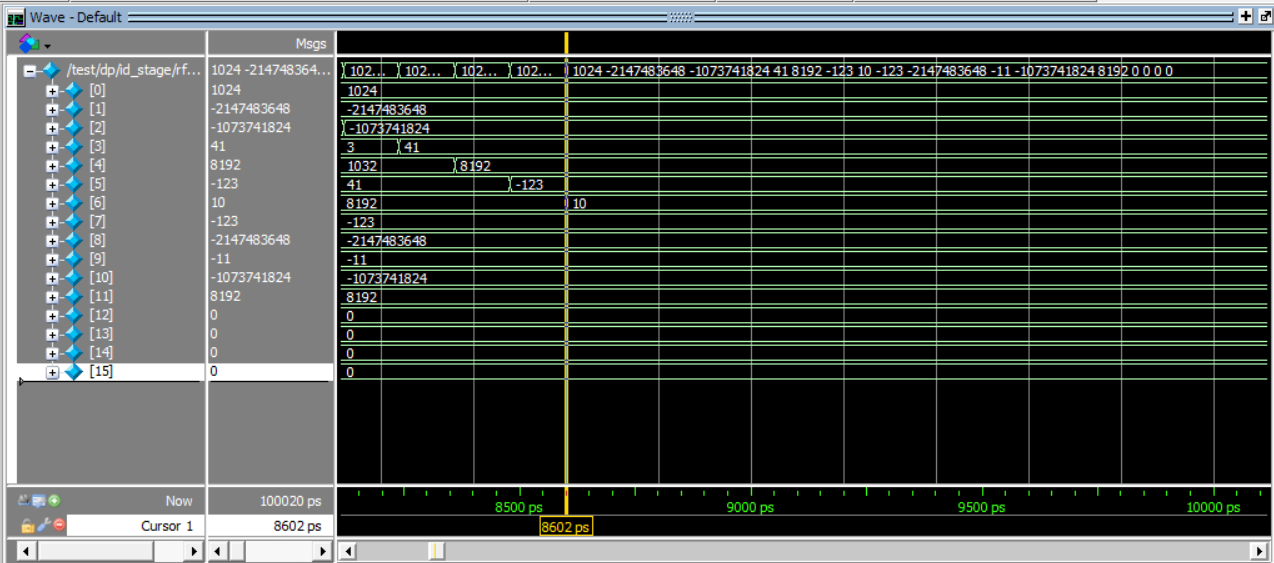 Wave - Default
Msgs
/test/dp/id_stage/rf... 1024 -214748364... 102... 102... 102... 102... 1024 -2147483648 -1073741824 41 8192 -123 10 -123 -2147483648 -11 -1073741824 8192 0 0 0 0
[0] 1024 1024
[1] -2147483648 -2147483648
[2] -1073741824 -1073741824
[3] 41 3 41
[4] 8192 1032 8192
[5] -123 41 -123
[6] 10 8192 10
[7] -123 -123
[8] -2147483648 -2147483648
[9] -11 -11
[10] -1073741824 -1073741824
[11] 8192 8192
[12] 0 0
[13] 0 0
[14] 0 0
[15] 0 0
Now 100020 ps 8500 ps 9000 ps 9500 ps 10000 ps
Cursor 1 8602 ps 8602 ps